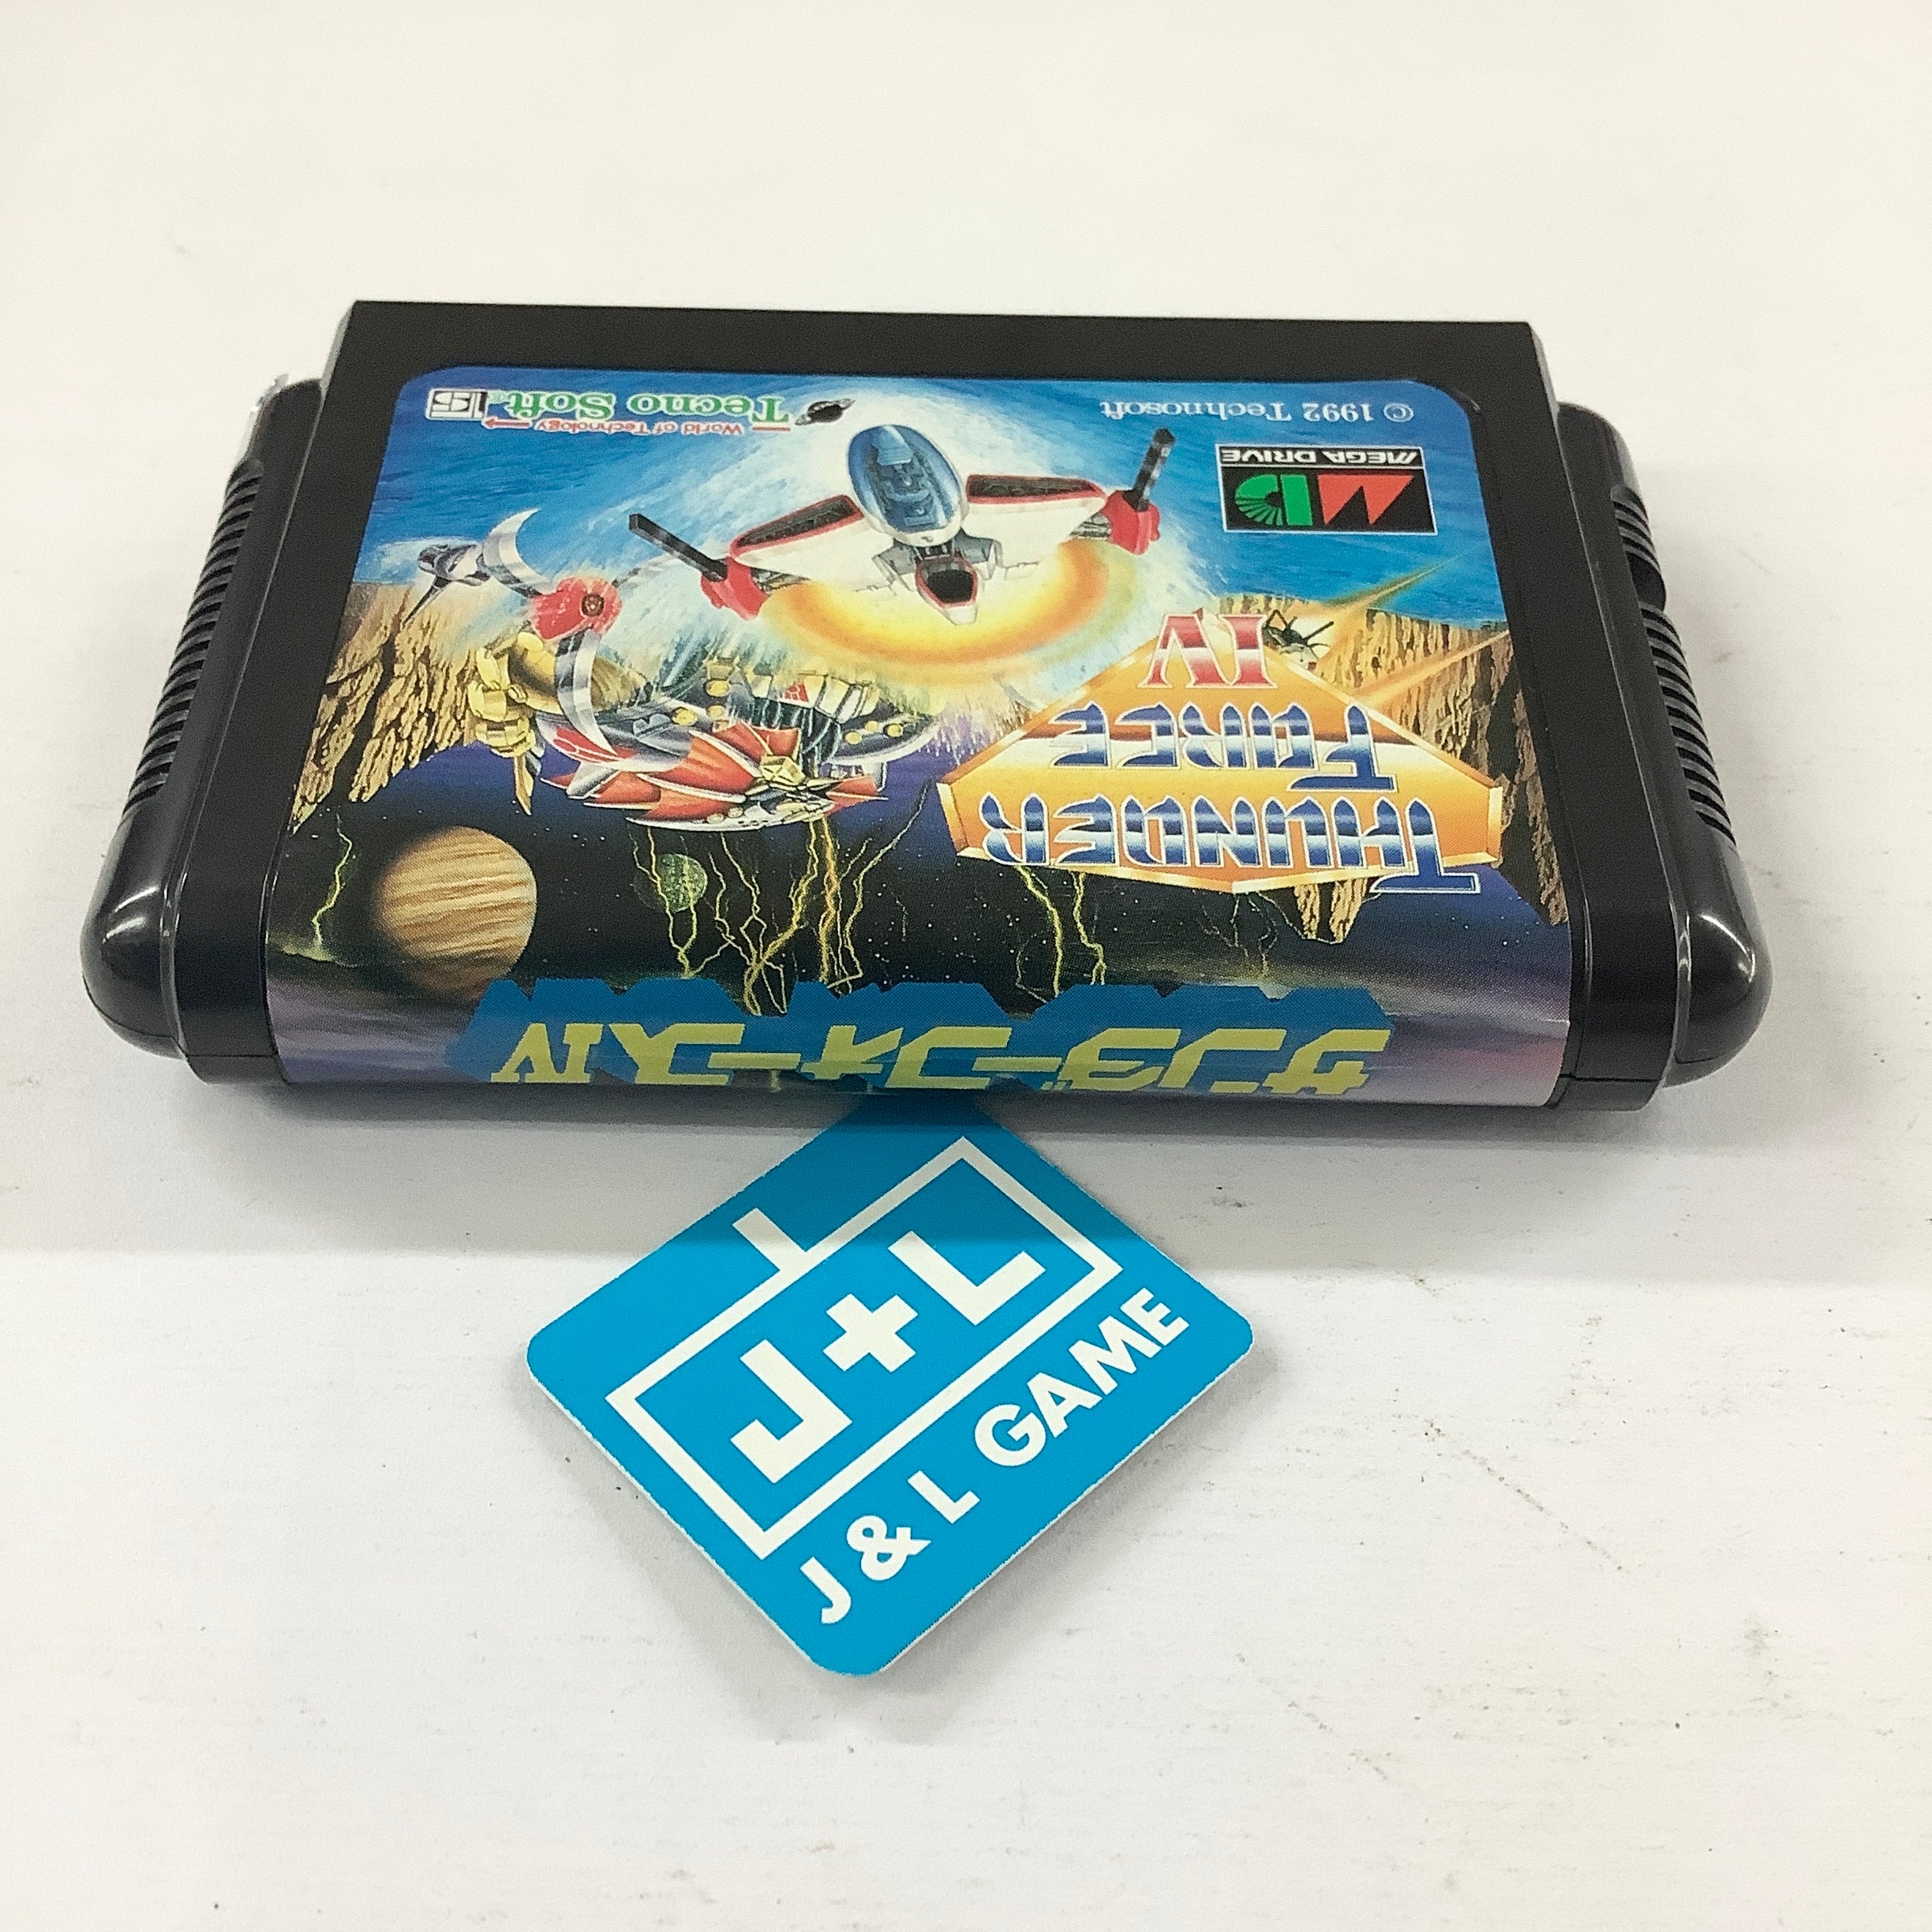 サンダーフォースIV
THUNDER
FORCE
IV
MEGA DRIVE
© 1992 Technosoft
World of Technology
Tecno Soft
J+L
J & L GAME